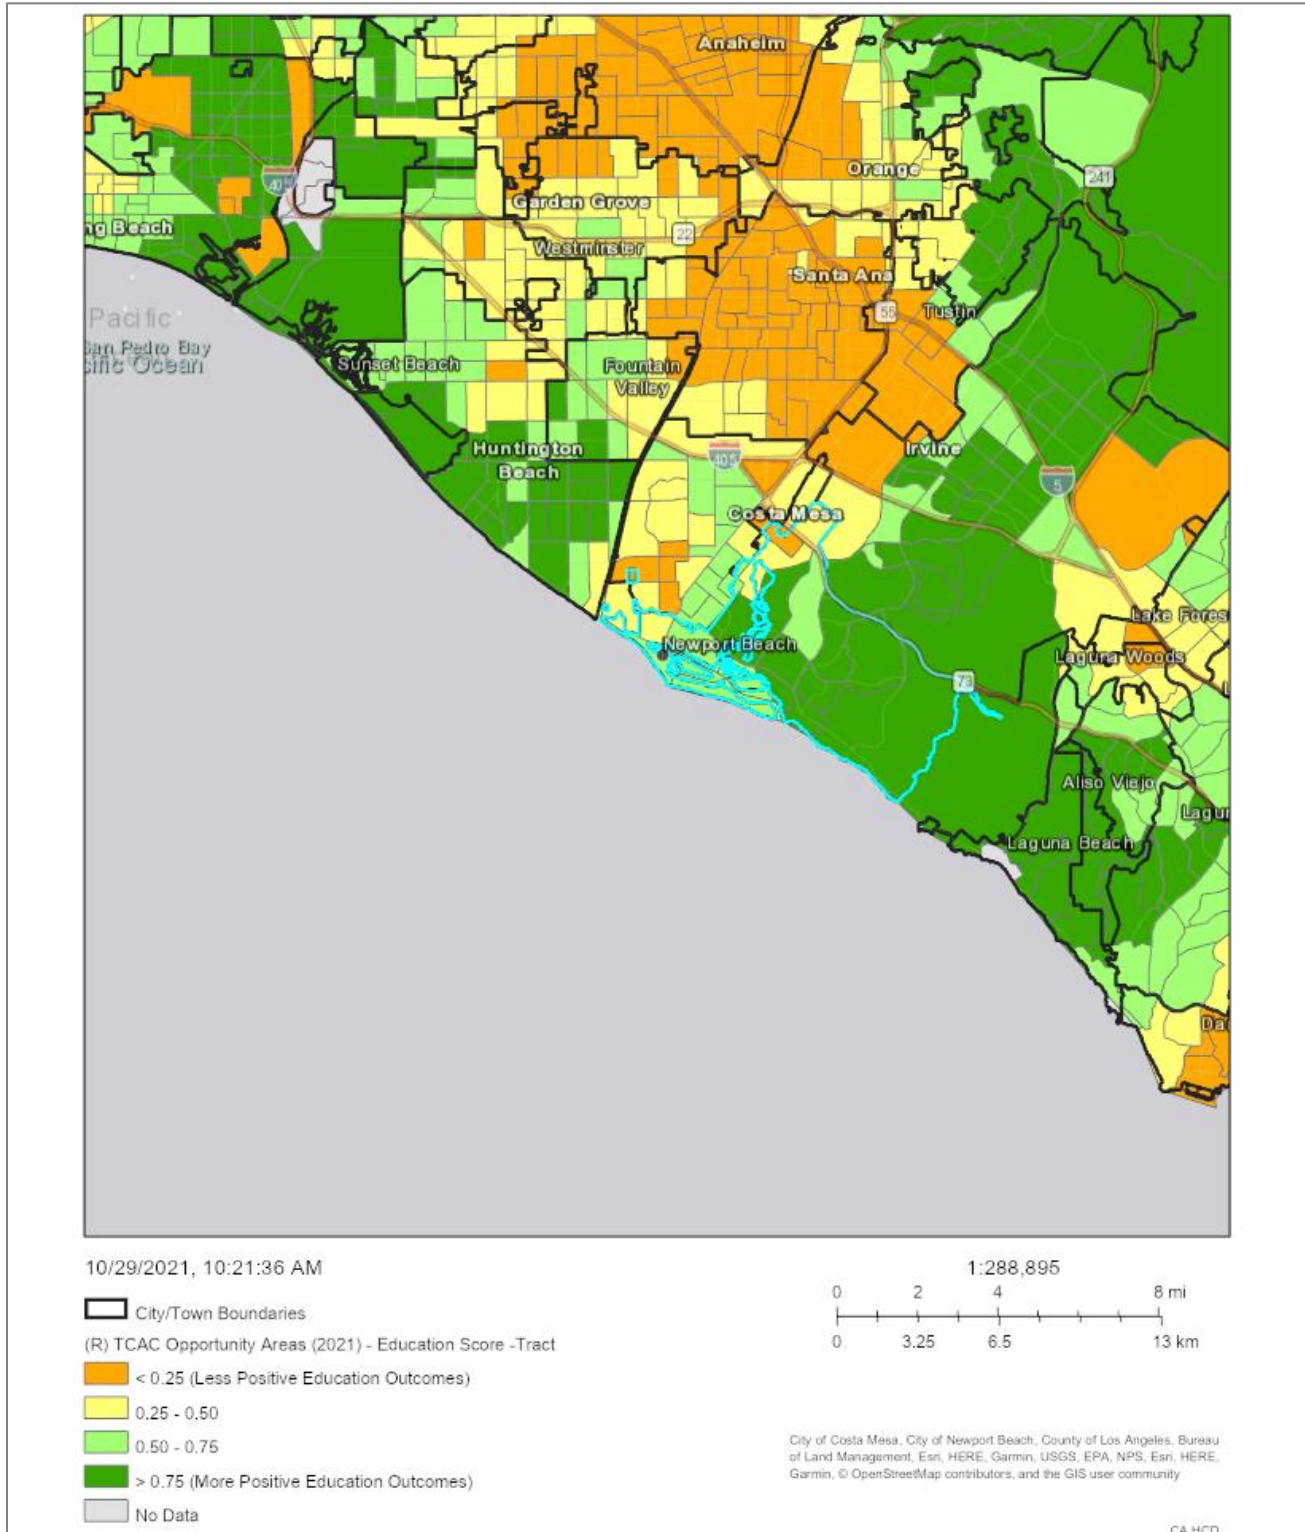 Anaheim
Orange
241
405
Garden Grove
ng Beach
22
Westminster
Santa Ana
55
Tustin
Pacific
San Pedro Bay
cific Ocean
Sunset Beach
Fountain
Valley
Huntington
Beach
Irvine
405
5
Costa Mesa
Lake Fores
Newport Beach
Laguna Woods
73
Aliso Viejo
Lagun
Laguna Beach
Da
10/29/2021, 10:21:36 AM
1:288,895
0 2 4 8 mi
0 3.25 6.5 13 km
City/Town Boundaries
(R) TCAC Opportunity Areas (2021) - Education Score -Tract
< 0.25 (Less Positive Education Outcomes)
0.25 - 0.50
0.50 - 0.75
> 0.75 (More Positive Education Outcomes)
No Data
City of Costa Mesa, City of Newport Beach, County of Los Angeles, Bureau
of Land Management, Esri, HERE, Garmin, USGS, EPA, NPS, Esri, HERE,
Garmin, © OpenStreetMap contributors, and the GIS user community
CA HCD